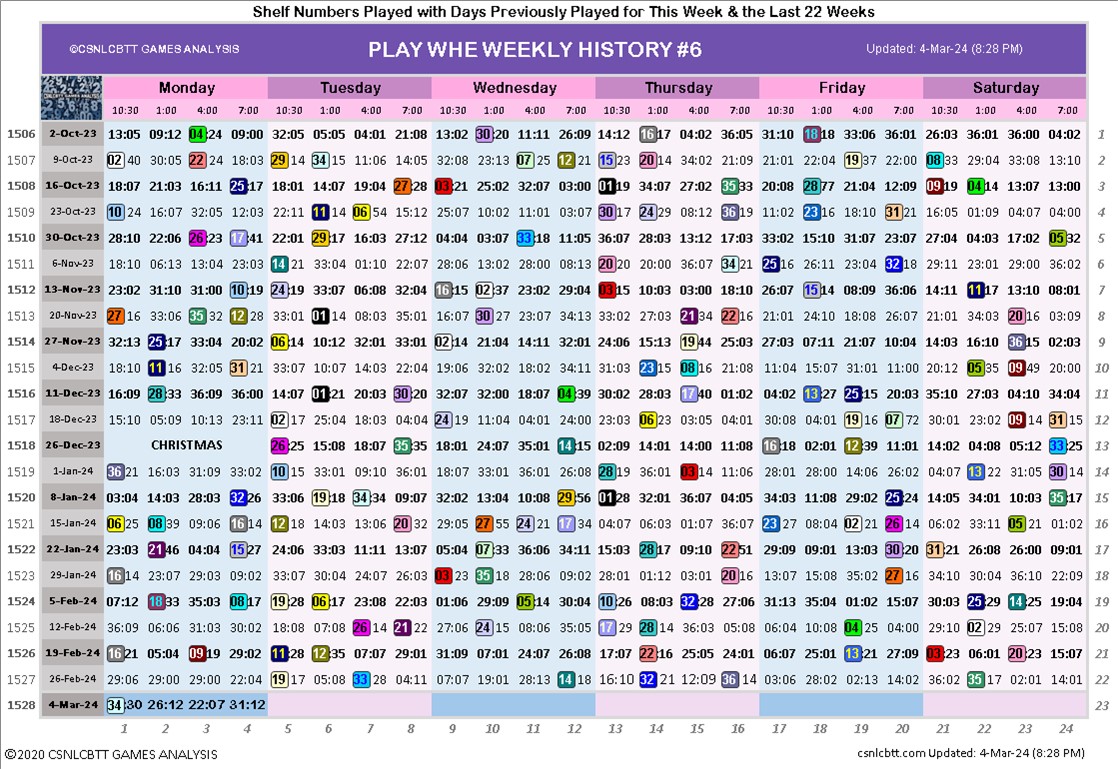 Shelf Numbers Played with Days Previously Played for This Week & the Last 22 Weeks
©CSNLCBTT GAMES ANALYSIS PLAY WHE WEEKLY HISTORY #6 Updated: 4-Mar-24 (8:28 PM)
Monday Tuesday Wednesday Thursday Friday Saturday
10:30 1:00 4:00 7:00 10:30 1:00 4:00 7:00 10:30 1:00 4:00 7:00 10:30 1:00 4:00 7:00 10:30 1:00 4:00 7:00 10:30 1:00 4:00 7:00
1506 2-Oct-23 13:05 09:12 04:24 09:00 32:05 05:05 04:01 21:08 13:02 30:20 11:11 26:09 14:12 16:17 04:02 36:05 31:10 18:18 33:06 36:01 26:03 36:01 36:00 04:02 1
1507 9-Oct-23 02 40 30:05 22 24 18:03 29 14 34 15 11:06 14:05 32:08 23:13 07 25 12 21 15 23 20 14 34:02 21:09 21:01 22:09 19 37 22:00 08 33 29:04 33:08 13:10 2
1508 16-Oct-23 18:07 21:03 16:11 25:17 18:01 14:07 19:04 27:28 03:21 25:02 32:07 03:00 01:19 34:07 27:02 35:33 20:08 28:77 21:04 12:09 09:19 04:14 13:07 13:00 3
1509 23-Oct-23 10 24 16:07 32:05 12:03 22:11 11 14 06 54 15:12 25:07 10:02 11:01 03:07 30 17 24 29 08:12 36 19 11:08 23 16 18:10 31 21 16:05 01:09 04:07 04:00 4
1510 30-Oct-23 28:10 22:06 26:23 17:41 22:01 29:17 16:03 27:12 04:04 03:07 33:18 11:05 36:07 28:03 13:12 17:03 33:02 15:10 31:07 23:07 27:04 04:03 17:02 05:32 5
1511 6-Nov-23 18:10 06:13 13:04 23:03 14 21 33:04 01:10 22:07 28:06 13:02 28:00 08:13 20 20 20:00 36:07 34 21 25 16 26:11 23:04 32 18 29:11 23:01 29:00 36:02 6
1512 13-Nov-23 23:02 31:10 31:00 10:19 24:19 33:07 06:08 32:04 16:15 02:37 23:02 29:04 03:15 10:03 03:00 18:10 26:07 15:14 08:09 36:06 14:11 11:17 13:10 08:01 7
1513 20-Nov-23 27 16 33:06 35 32 12 28 33:06 01 14 08:03 35:01 16:07 30 27 23:07 08:13 33:02 27:03 21 34 22 16 21:01 24:10 18:08 26:07 21:01 34:03 20 16 03:09 8
1514 27-Nov-23 32:13 25:17 33:04 20:02 06:14 10:12 32:01 33:01 02:14 21:04 14:11 32:01 24:06 15:13 19:44 25:03 27:11 21:06 07:11 10:04 14:03 16:10 36:15 02:03 9
1515 4-Dec-23 18:10 11 16 32:05 31 21 33:07 10:07 14:03 22:04 32:06 12:02 18:02 34:11 31:03 23 15 08 16 21:08 11:04 15:07 31:01 11:00 20:12 05 35 09 49 20:00 10
1516 11-Dec-23 16:09 28:33 36:09 36:00 14:07 01:21 20:03 30:20 31:07 32:08 12:00 04:39 30:02 28:03 17 40 01:02 04:02 13:27 25:15 20:03 35:10 27:03 04:10 34:04 11
1517 18-Dec-23 15:10 05:09 10:13 23:11 02 17 25:04 18:03 04:04 24 19 11:04 08:01 24:00 23:03 06 23 03:05 04:01 30:08 04:01 19 16 07 72 30:01 23:02 09 14 31 15 12
1518 26-Dec-23 CHRISTMAS 26:25 15:08 18:07 35:35 18:01 24:07 35:01 14:15 02:09 14:01 14:00 11:08 16:18 02:01 12:39 11:01 14:02 04:08 05:12 33:25 13
1519 1-Jan-24 36 21 16:03 31:09 33:02 10 15 33:01 09:10 36:01 18:07 33:01 36:01 26:08 28 19 36:01 03 14 11:06 28:01 02:00 14:06 26:02 04:07 13 22 31:05 30 14 14
1520 8-Jan-24 03:04 14:03 28:03 32:26 33:06 19:18 34:34 09:07 32:02 13:04 10:08 29:56 01:28 32:01 36:07 04:05 34:03 11:08 29:02 25:24 14:05 34:01 10:03 35:17 15
1521 15-Jan-24 06 25 08 39 09:06 16 14 12 18 14:03 13:06 20 32 29:05 27 55 24 21 17 34 04:07 06:03 01:07 36:07 23 27 08:04 02 21 26 14 06:02 33:11 05 21 01:02 16
1522 22-Jan-24 23:03 21:46 04:04 15:27 24:06 33:03 11:11 13:07 05:04 07:33 36:06 34:11 15:03 28:17 09:10 22:51 29:09 09:01 13:03 30:20 31:21 26:08 26:00 09:01 17
1523 29-Jan-24 16 14 23:07 29:03 09:02 33:07 30:04 24:07 26:03 03 23 35 18 28:06 09:02 28:01 01:12 03:01 20 16 13:07 15:08 35:08 27 16 34:10 30:04 36:10 22:09 18
1524 5-Feb-24 07:12 18:33 35:03 08:17 19:28 06:17 23:08 22:03 01:06 29:09 05:14 30:04 10:26 08:03 32:28 27:06 31:13 35:04 01:02 15:07 30:03 25:29 14:25 19:04 19
1525 12-Feb-24 36:09 06:06 31:03 30:02 18:08 07:08 26 14 21 22 27:06 24 15 08:06 35:05 17 29 28 14 36:03 05:08 06:04 01:08 04 25 04:00 29:10 02 29 25:07 15:08 20
1526 19-Feb-24 16:21 05:04 09:19 29:02 11:28 12:35 07:07 29:01 31:09 07:01 24:07 26:08 17:07 22:16 25:05 24:01 06:07 25:01 13:21 27:09 03:23 06:01 20:23 15:07 21
1527 26-Feb-24 29:06 29:00 29:00 22:04 19 17 05:08 33 28 04:11 07:07 19:01 28:13 14 18 16:10 32 21 12:09 36 14 03:06 28:02 02:13 14:02 36:02 35 17 02:01 14:01 22
1528 4-Mar-24 34:30 26:12 22:07 31:12 23
1 2 3 4 5 6 7 8 9 10 11 12 13 14 15 16 17 18 19 20 21 22 23 24
©2020 CSNLCBTT GAMES ANALYSIS csnlcbtt.com Updated: 4-Mar-24 (8:28 PM)